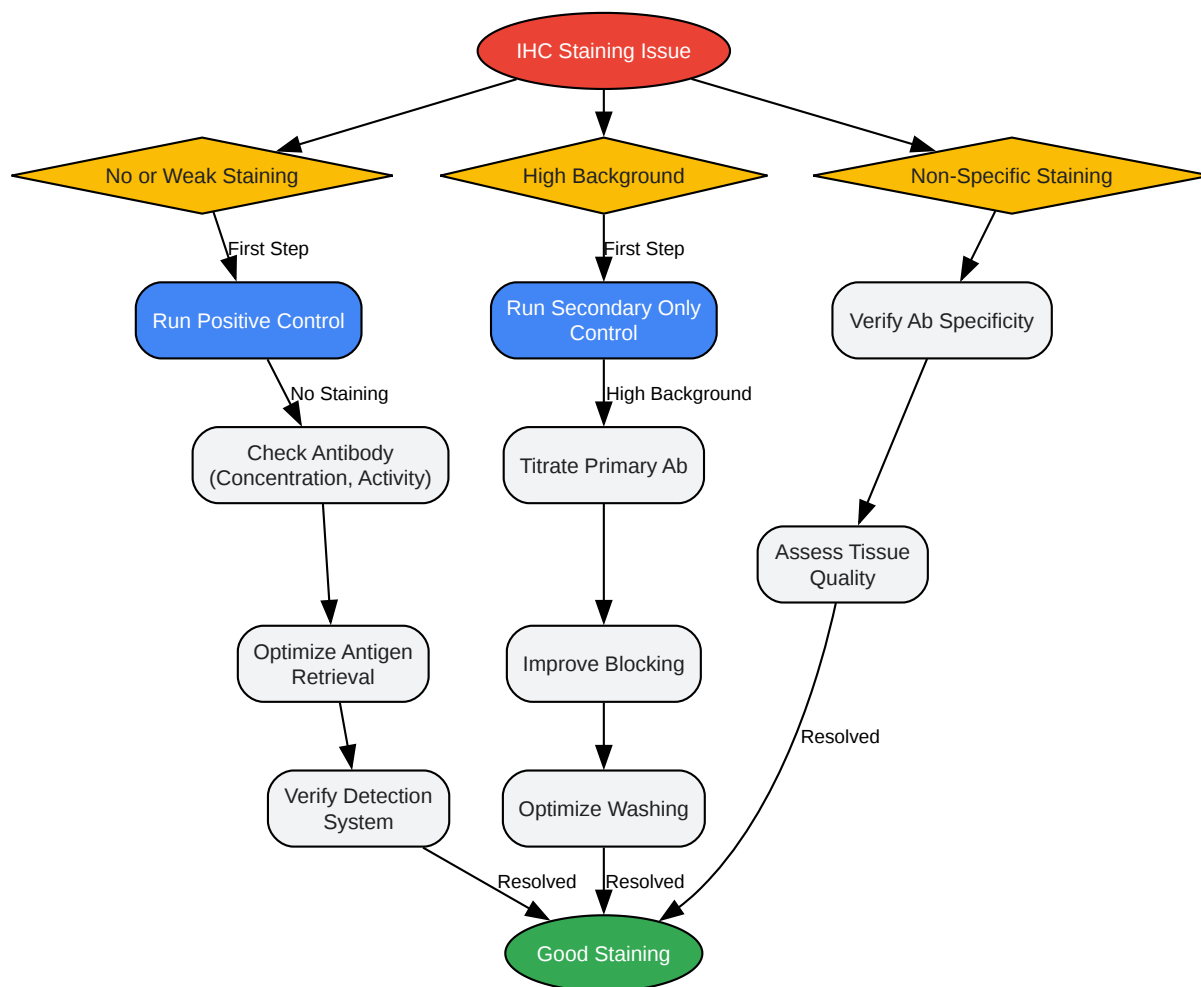 IHC Staining Issue
No or Weak Staining
High Background
Non-Specific Staining
First Step
First Step
Run Positive Control
Run Secondary Only
Control
Verify Ab Specificity
No Staining
High Background
Check Antibody
(Concentration, Activity)
Titrate Primary Ab
Assess Tissue
Quality
Optimize Antigen
Retrieval
Improve Blocking
Resolved
Verify Detection
System
Optimize Washing
Resolved
Resolved
Good Staining